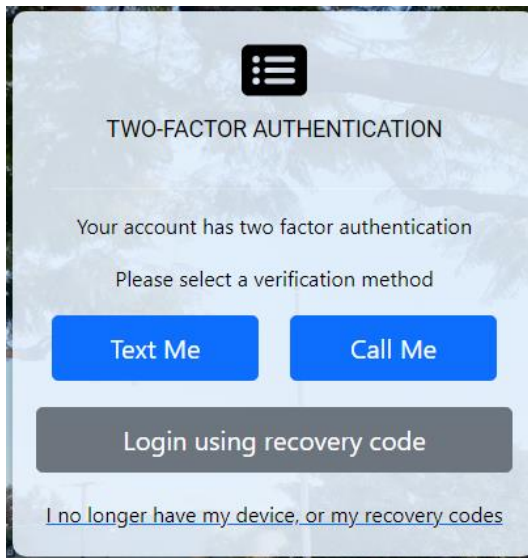 TWO-FACTOR AUTHENTICATION
Your account has two factor authentication
Please select a verification method
Text Me
Call Me
Login using recovery code
I no longer have my device, or my recovery codes